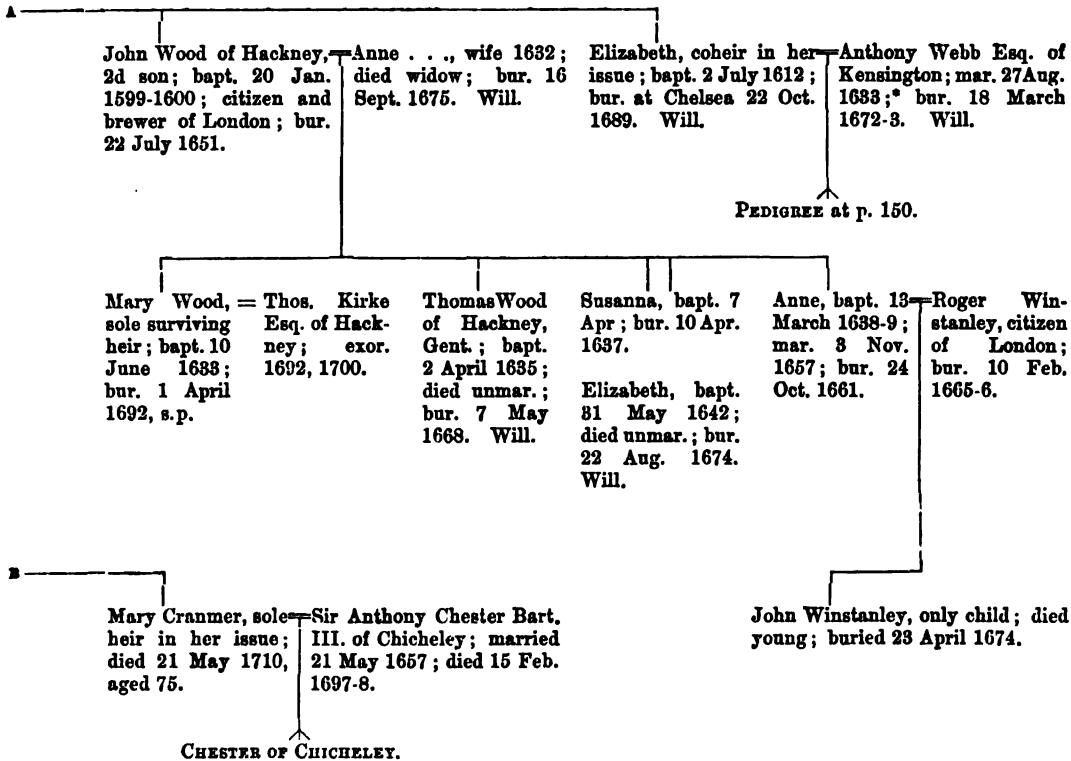 A
John Wood of Hackney,
2d son; bapt. 20 Jan.
1599-1600; citizen and
brewer of London; bur.
22 July 1651.
Anne . . ., wife 1632;
died widow; bur. 16
Sept. 1675. Will.
Elizabeth, coheir in her
issue; bapt. 2 July 1612;
bur. at Chelsea 22 Oct.
1689. Will.
Anthony Webb Esq. of
Kensington; mar. 27 Aug.
1633;* bur. 18 March
1672-3. Will.
PEDIGREE at p. 150.
Mary Wood,
sole surviving
heir; bapt. 10
June 1633;
bur. 1 April
1692, s.p.
= Thos. Kirke
Esq. of Hack-
ney; exor.
1692, 1700.
Thomas Wood
of Hackney,
Gent.; bapt.
2 April 1635;
died unmar.;
bur. 7 May
1668. Will.
Susanna, bapt. 7
Apr; bur. 10 Apr.
1637.
Elizabeth, bapt.
31 May 1642;
died unmar.; bur.
22 Aug. 1674.
Will.
Anne, bapt. 13
March 1638-9;
mar. 3 Nov.
1657; bur. 24
Oct. 1661.
Roger Win-
stanley, citizen
of London;
bur. 10 Feb.
1665-6.
B
Mary Cranmer, sole
heir in her issue;
died 21 May 1710,
aged 75.
Sir Anthony Chester Bart.
III. of Chicheley; married
21 May 1657; died 15 Feb.
1697-8.
CHESTER OF CHICHELEY.
John Winstanley, only child; died
young; buried 23 April 1674.